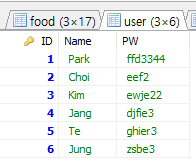 food (3×17) user (3×6)
ID Name PW
1 Park ffd3344
2 Choi eef2
3 Kim ewje22
4 Jang djfie3
5 Te ghier3
6 Jung zsbe3